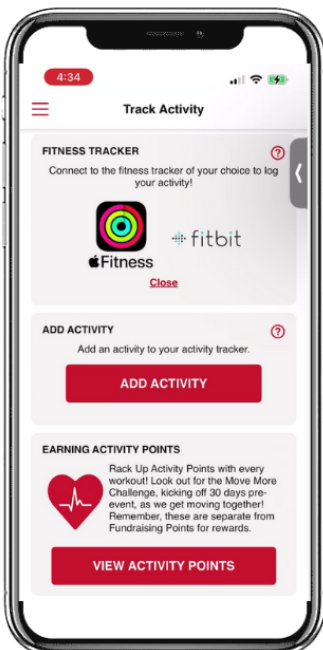 4:34
Track Activity
FITNESS TRACKER
?
Connect to the fitness tracker of your choice to log
your activity!
Fitness
fitbit
Close
ADD ACTIVITY
?
Add an activity to your activity tracker.
ADD ACTIVITY
EARNING ACTIVITY POINTS
Rack Up Activity Points with every
workout! Look out for the Move More
Challenge, kicking off 30 days pre-
event, as we get moving together!
Remember, these are separate from
Fundraising Points for rewards.
VIEW ACTIVITY POINTS